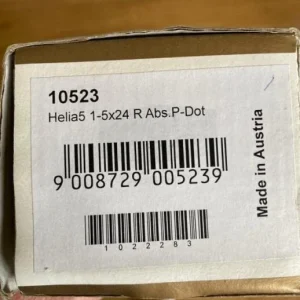 10523
Helia5 1-5x24 R Abs.P-Dot
9 008729 005239
1022283
Made in Austria